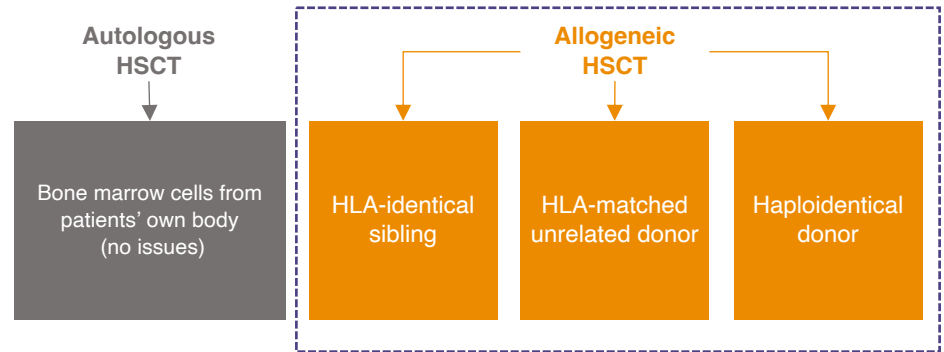 Autologous
HSCT
Bone marrow cells from
patients’ own body
(no issues)
Allogeneic
HSCT
HLA-identical
sibling
HLA-matched
unrelated donor
Haploidentical
donor